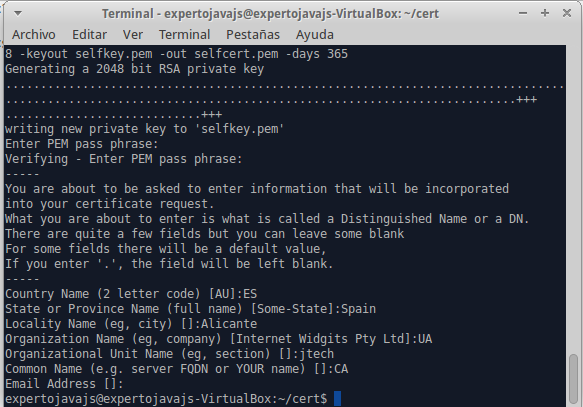 Terminal - expertojavajs@expertojavajs-VirtualBox: ~/cert
Archivo Editar Ver Terminal Pestañas Ayuda
8 -keyout selfkey.pem -out selfcert.pem -days 365
Generating a 2048 bit RSA private key
................................................................................
.........................................................................+++
............................+++
writing new private key to 'selfkey.pem'
Enter PEM pass phrase:
Verifying - Enter PEM pass phrase:
-----
You are about to be asked to enter information that will be incorporated
into your certificate request.
What you are about to enter is what is called a Distinguished Name or a DN.
There are quite a few fields but you can leave some blank
For some fields there will be a default value,
If you enter '.', the field will be left blank.
-----
Country Name (2 letter code) [AU]:ES
State or Province Name (full name) [Some-State]:Spain
Locality Name (eg, city) []:Alicante
Organization Name (eg, company) [Internet Widgits Pty Ltd]:UA
Organizational Unit Name (eg, section) []:jtech
Common Name (e.g. server FQDN or YOUR name) []:CA
Email Address []:
expertojavajs@expertojavajs-VirtualBox:~/cert$